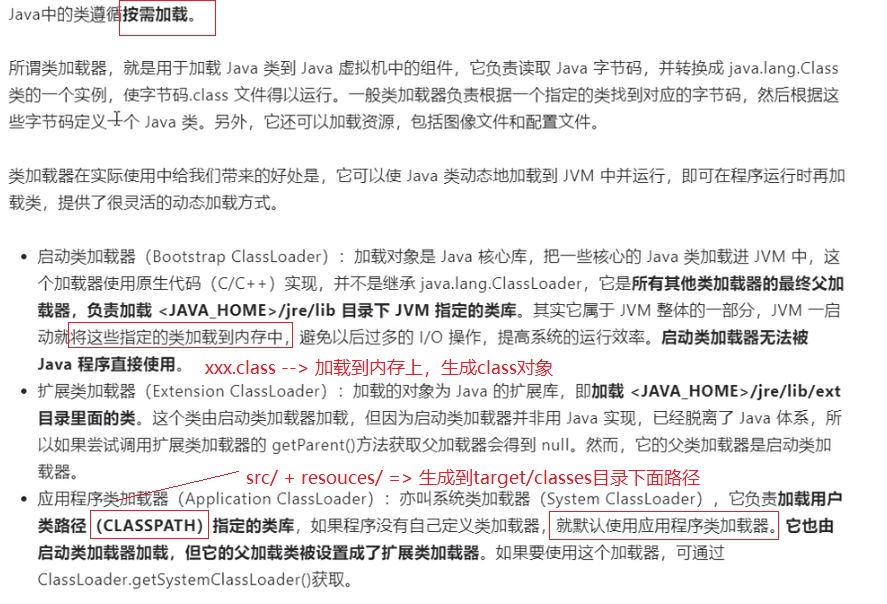 Java中的类遵循按需加载。
所谓类加载器，就是用于加载 Java 类到 Java 虚拟机中的组件，它负责读取 Java 字节码，并转换成 java.lang.Class
类的一个实例，使字节码.class 文件得以运行。一般类加载器负责根据一个指定的类找到对应的字节码，然后根据这
些字节码定义一个 Java 类。另外，它还可以加载资源，包括图像文件和配置文件。
类加载器在实际使用中给我们带来的好处是，它可以使 Java 类动态地加载到 JVM 中并运行，即可在程序运行时再加
载类，提供了很灵活的动态加载方式。
• 启动类加载器（Bootstrap ClassLoader）：加载对象是 Java 核心库，把一些核心的 Java 类加载进 JVM 中，这
个加载器使用原生代码（C/C++）实现，并不是继承 java.lang.ClassLoader，它是所有其他类加载器的最终父加
载器，负责加载 <JAVA_HOME>/jre/lib 目录下 JVM 指定的类库。其实它属于 JVM 整体的一部分，JVM 一启
动就将这些指定的类加载到内存中，避免以后过多的 I/O 操作，提高系统的运行效率。启动类加载器无法被
Java 程序直接使用。
xxx.class --> 加载到内存上，生成class对象
• 扩展类加载器（Extension ClassLoader）：加载的对象为 Java 的扩展库，即加载 <JAVA_HOME>/jre/lib/ext
目录里面的类。这个类由启动类加载器加载，但因为启动类加载器并非用 Java 实现，已经脱离了 Java 体系，所
以如果尝试调用扩展类加载器的 getParent()方法获取父加载器会得到 null。然而，它的父类加载器是启动类加
载器。
src/ + resouces/ => 生成到target/classes目录下面路径
• 应用程序类加载器（Application ClassLoader）：亦叫系统类加载器（System ClassLoader），它负责加载用户
类路径（CLASSPATH）指定的类库，如果程序没有自己定义类加载器，就默认使用应用程序类加载器。它也由
启动类加载器加载，但它的父加载类被设置成了扩展类加载器。如果要使用这个加载器，可通过
ClassLoader.getSystemClassLoader()获取。